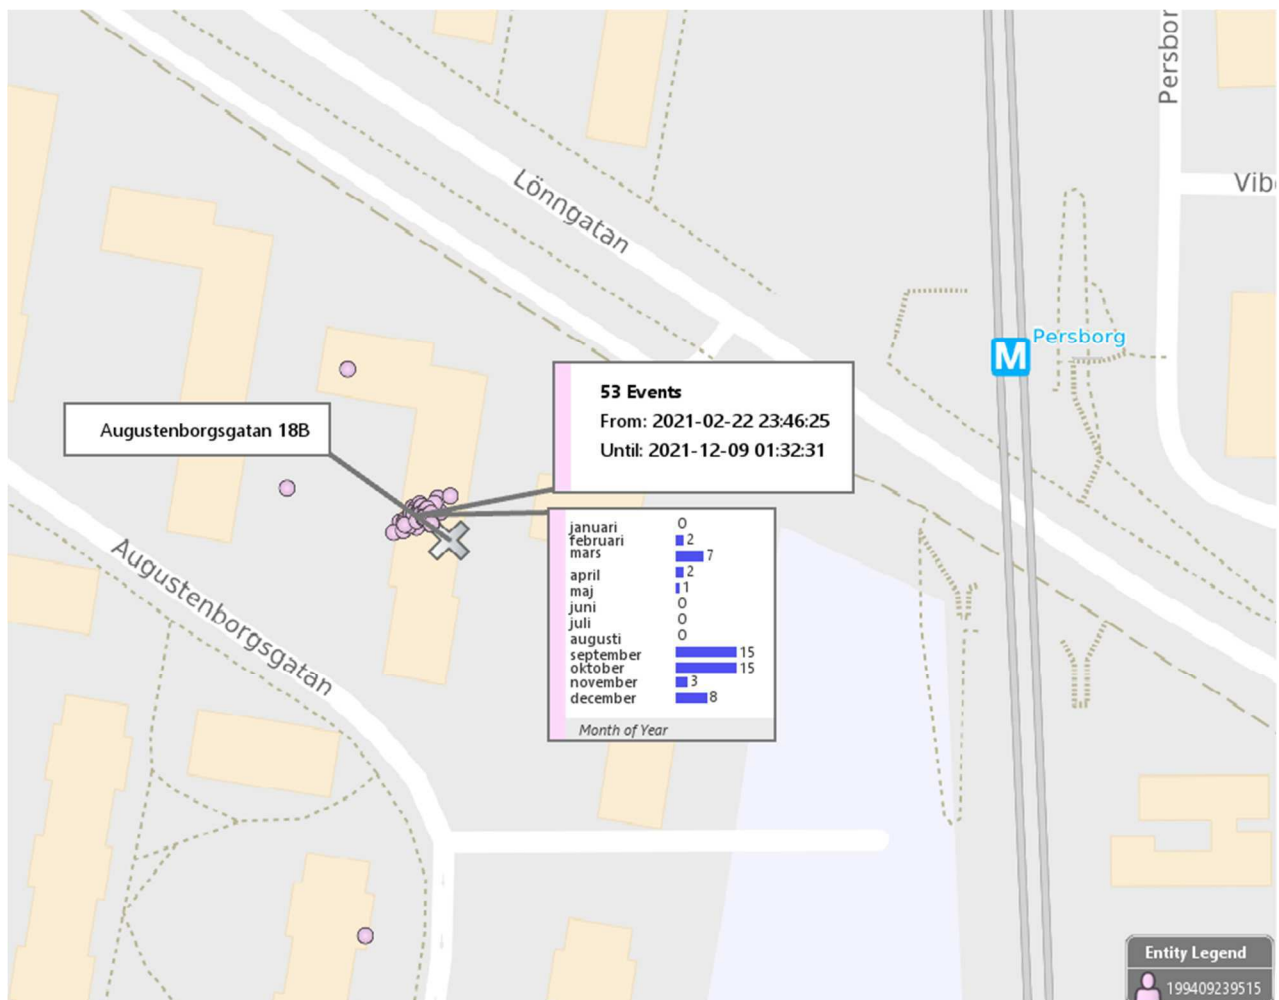 Persbor
Lönngatan
Vib
M
Persborg
53 Events
From: 2021-02-22 23:46:25
Until: 2021-12-09 01:32:31
Augustenborgsgatan 18B
januari 0
februari 2
mars 7
april 2
maj 1
juni 0
juli 0
augusti 0
september 15
oktober 15
november 3
december 8
Month of Year
Augustenborgsgatan
Entity Legend
199409239515